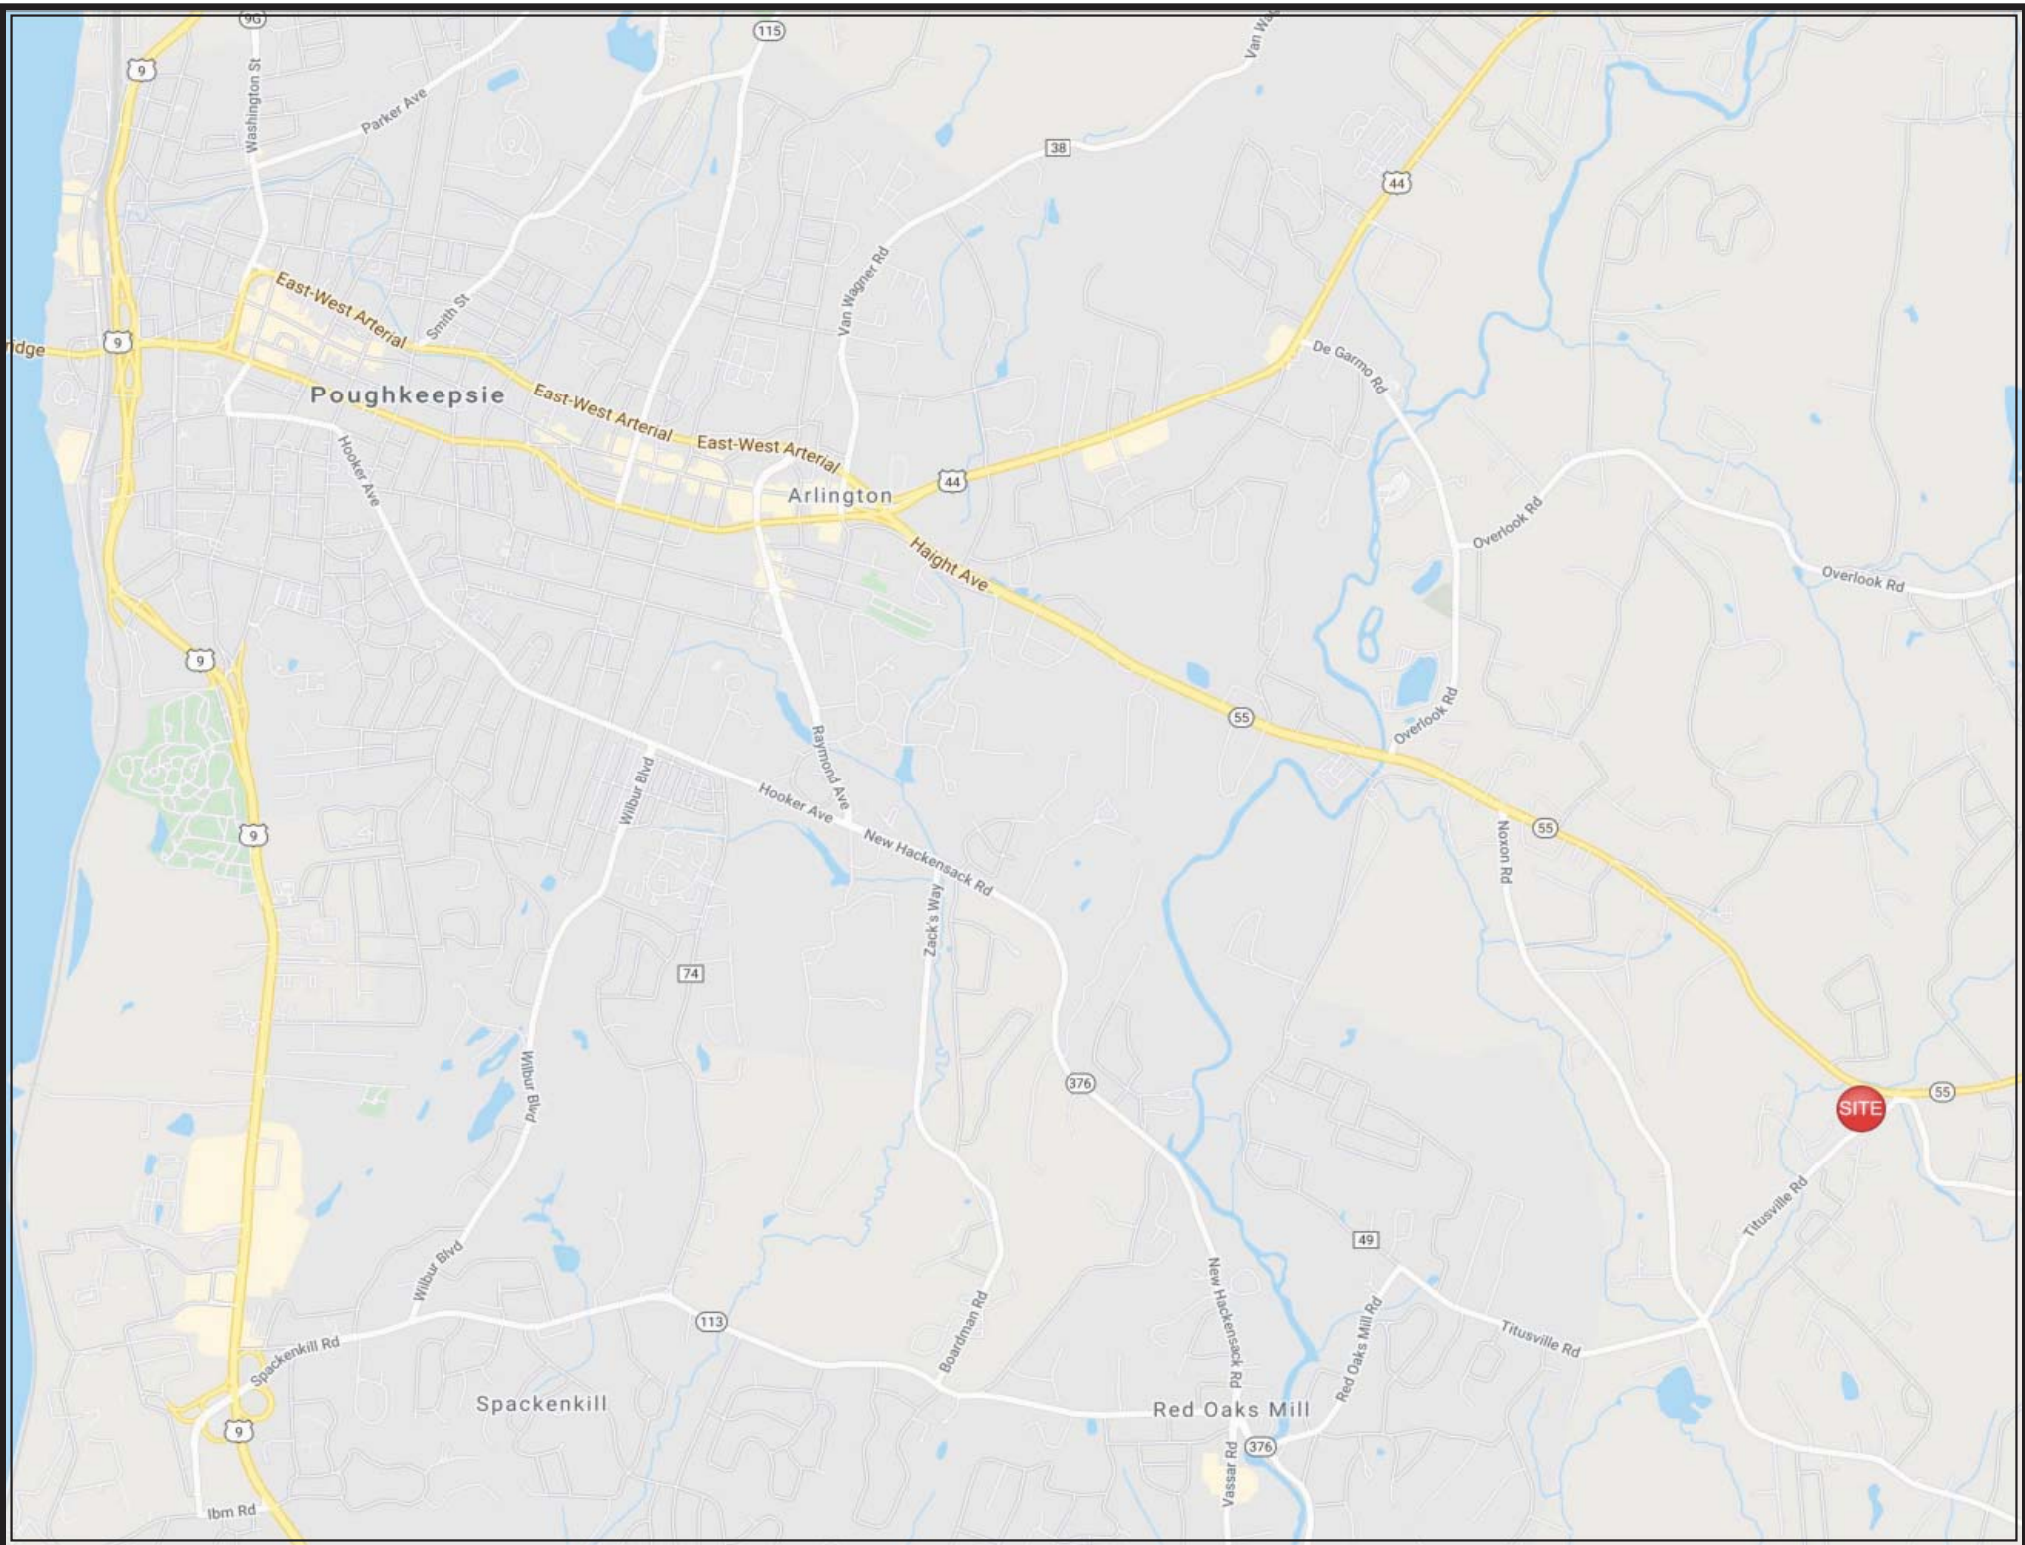 9G
115
9
Washington St
Parker Ave
Van Wag
38
44
Van Wagner Rd
East-West Arterial
Smith St
ridge
9
De Garmo Rd
Poughkeepsie
East-West Arterial
East-West Arterial
Hooker Ave
Arlington
44
Overlook Rd
Haight Ave
Overlook Rd
9
55
Overlook Rd
Raymond Ave
Wilbur Blvd
Hooker Ave
9
55
New Hackensack Rd
Noxon Rd
Zack's Way
74
376
Wilbur Blvd
55
SITE
Titusville Rd
49
Wilbur Blvd
New Hackensack Rd
113
Boardman Rd
Red Oaks Mill Rd
Titusville Rd
Spackenkill Rd
Spackenkill
Red Oaks Mill
9
376
Vassar Rd
Ibm Rd